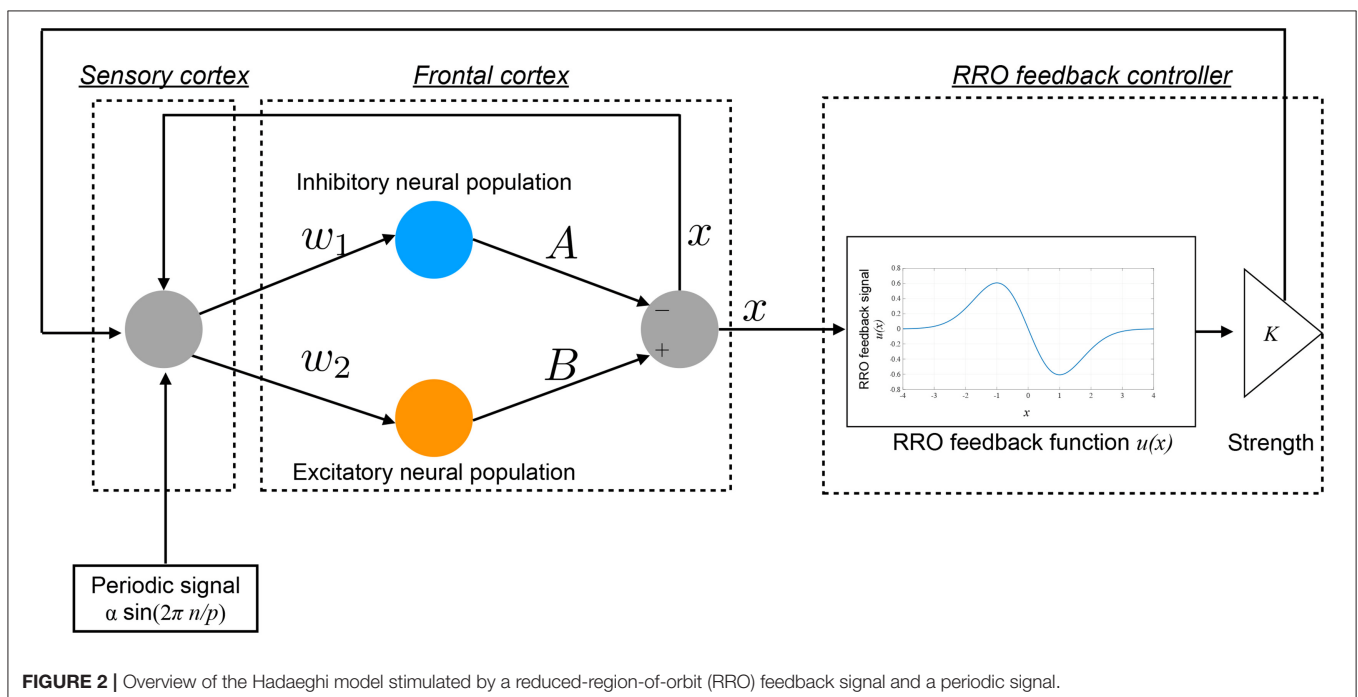 Sensory cortex
Frontal cortex
RRO feedback controller
Inhibitory neural population
w1
A
x
−
x
+
w2
B
Excitatory neural population
RRO feedback signal
u(x)
0.8
0.6
0.4
0.2
0
-0.2
-0.4
-0.6
-0.8
-4 -3 -2 -1 0 1 2 3 4
x
RRO feedback function u(x)
K
Strength
Periodic signal
α sin(2π n/p)
FIGURE 2 | Overview of the Hadaeghi model stimulated by a reduced-region-of-orbit (RRO) feedback signal and a periodic signal.